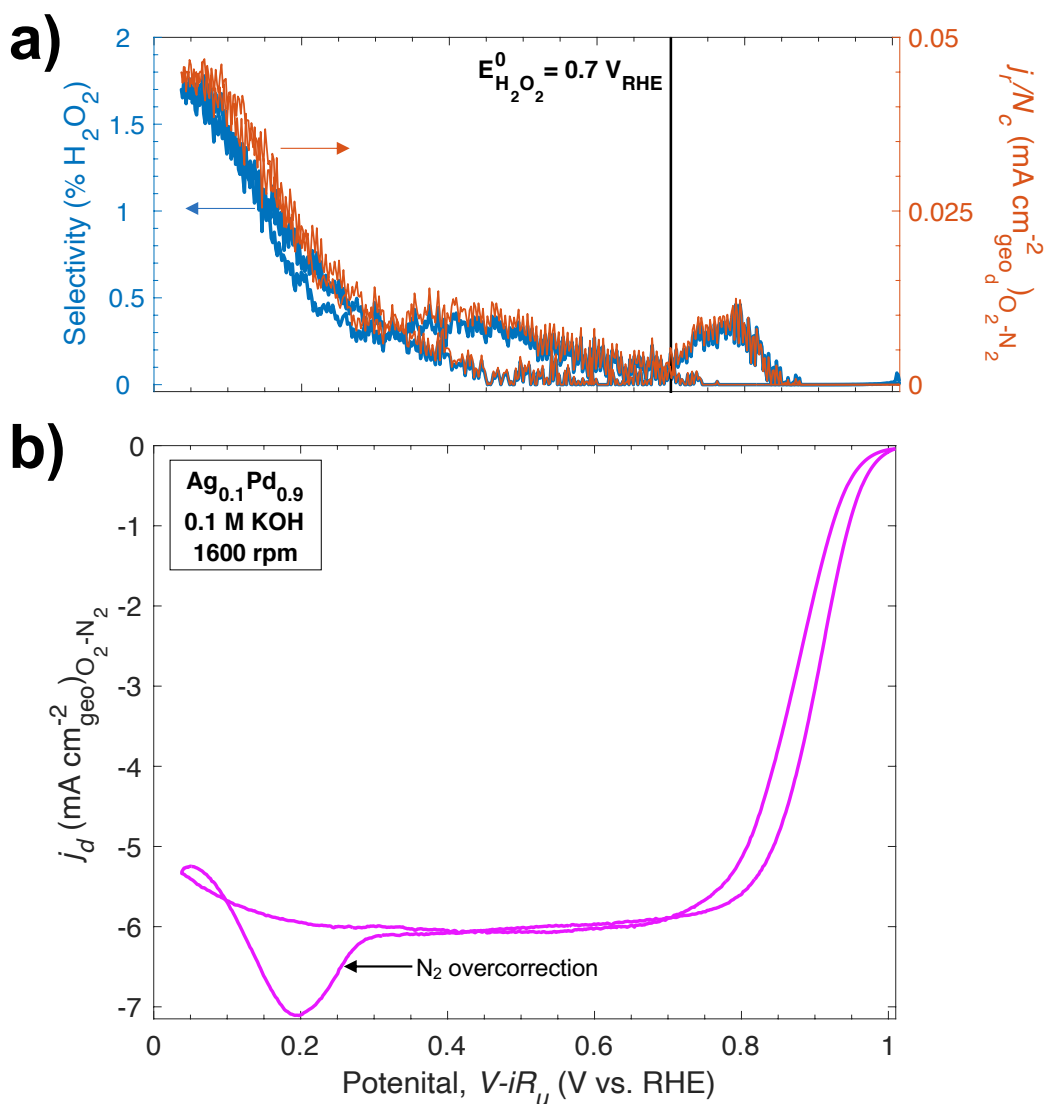 a)
2
1.5
1
0.5
0
Selectivity (% H₂O₂)
E⁰H₂O₂ = 0.7 VRHE
0.05
0.025
0
jᵣ/N꜀ (mA cm⁻²geo d)O₂-N₂
b)
0
-1
-2
-3
-4
-5
-6
-7
j_d (mA cm⁻²geo)O₂-N₂
Ag₀.₁Pd₀.₉
0.1 M KOH
1600 rpm
N₂ overcorrection
0 0.2 0.4 0.6 0.8 1
Potenital, V-iRᵤ (V vs. RHE)